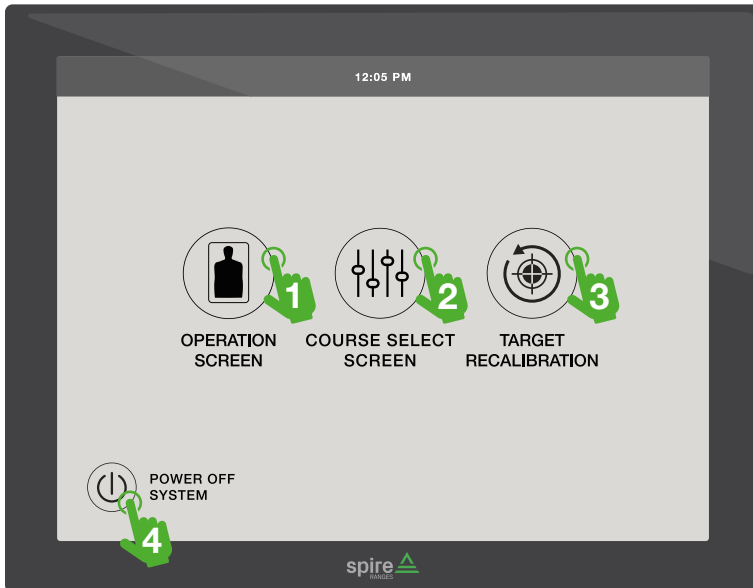 12:05 PM
1
2
3
OPERATION
SCREEN
COURSE SELECT
SCREEN
TARGET
RECALIBRATION
POWER OFF
SYSTEM
4
spire
RANGES